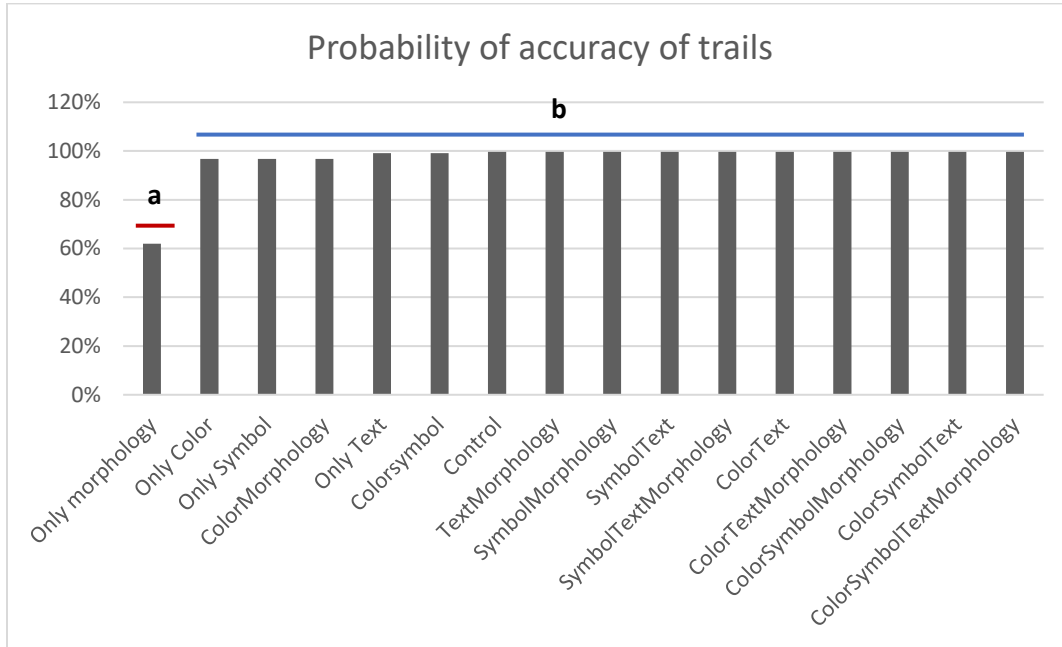 Probability of accuracy of trails
120%
100%
80%
60%
40%
20%
0%
a
b
Only morphology
Only Color
Only Symbol
ColorMorphology
Only Text
Colorsymbol
Control
TextMorphology
SymbolMorphology
SymbolText
SymbolTextMorphology
ColorText
ColorTextMorphology
ColorSymbolMorphology
ColorSymbolText
ColorSymbolTextMorphology